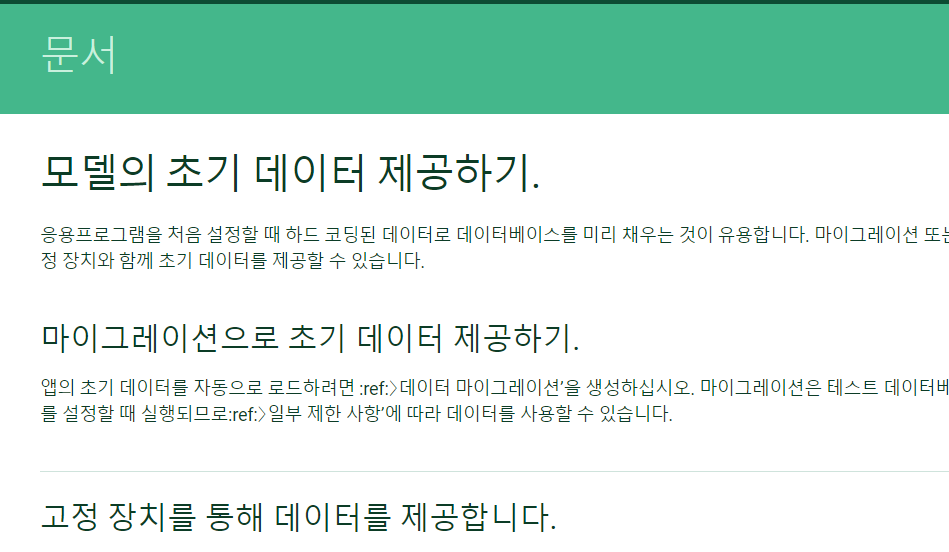 문서
모델의 초기 데이터 제공하기.
응용프로그램을 처음 설정할 때 하드 코딩된 데이터로 데이터베이스를 미리 채우는 것이 유용합니다. 마이그레이션
정 장치와 함께 초기 데이터를 제공할 수 있습니다.
마이그레이션으로 초기 데이터 제공하기.
앱의 초기 데이터를 자동으로 로드하려면 :ref:〉데이터 마이그레이션’을 생성하십시오. 마이그레이션은 테스트
를 설정할 때 실행되므로:ref:〉일부 제한 사항’에 따라 데이터를 사용할 수 있습니다.
고정 장치를 통해 데이터를 제공합니다.